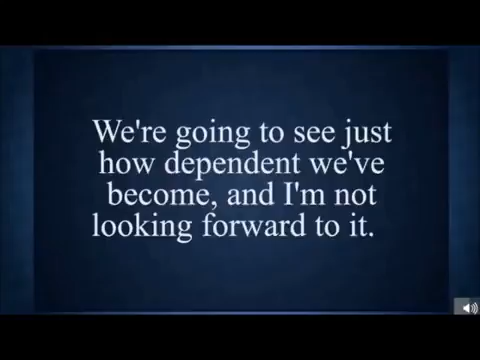 We're going to see just
how dependent we've
become, and I'm not
looking forward to it.